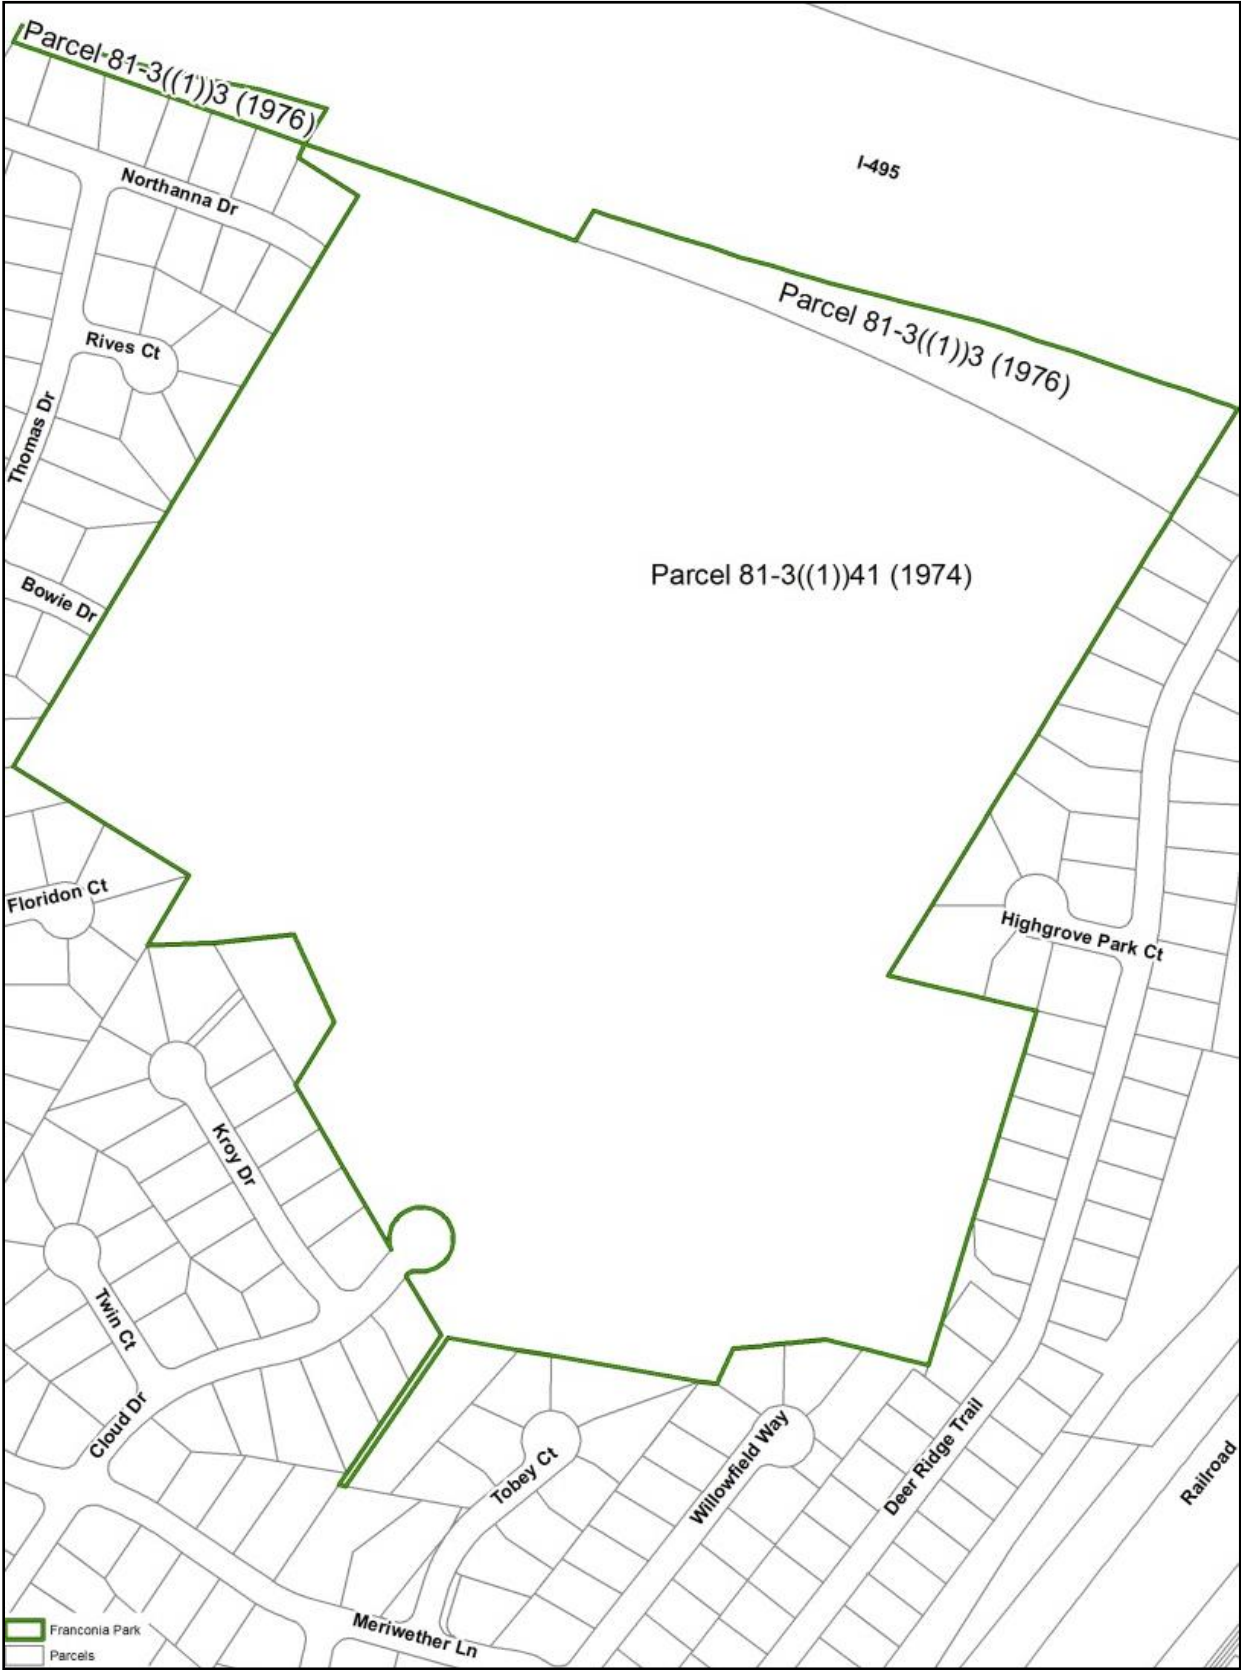 Parcel 81-3((1))3 (1976)
I-495
Northanna Dr
Parcel 81-3((1))3 (1976)
Rives Ct
Thomas Dr
Parcel 81-3((1))41 (1974)
Bowie Dr
Floridon Ct
Highgrove Park Ct
Kroy Dr
Twin Ct
Cloud Dr
Tobey Ct
Willowfield Way
Deer Ridge Trail
Railroad
Meriwether Ln
Franconia Park
Parcels